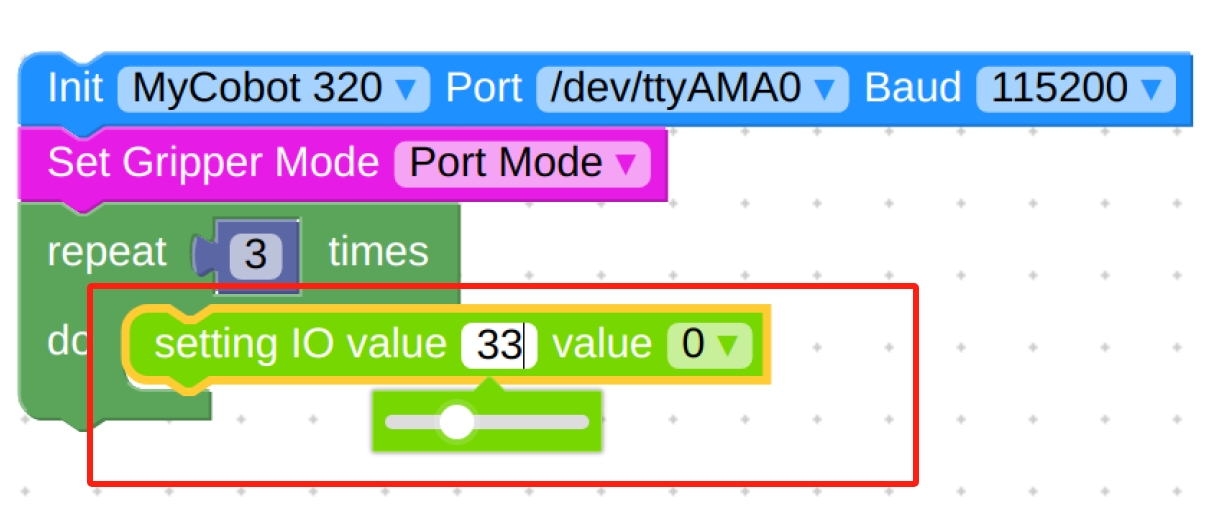 Init MyCobot 320 ▼ Port /dev/ttyAMA0 ▼ Baud 115200 ▼
Set Gripper Mode Port Mode ▼
repeat 3 times
do setting IO value 33 value 0 ▼